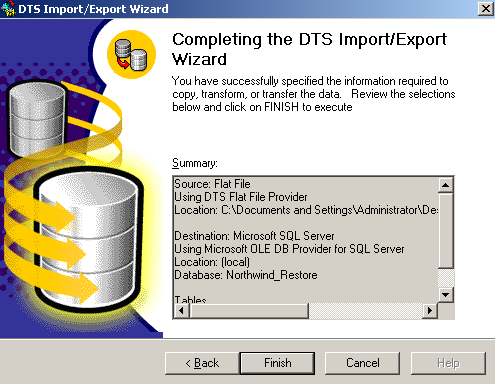 DTS Import/Export Wizard
Completing the DTS Import/Export
Wizard
You have successfully specified the information required to
copy, transform, or transfer the data. Review the selections
below and click on FINISH to execute
Summary:
Source: Flat File
Using DTS Flat File Provider
Location: C:\Documents and Settings\Administrator\De
Destination: Microsoft SQL Server
Using Microsoft OLE DB Provider for SQL Server
Location: (local)
Database: Northwind_Restore
Tables
< Back
Finish
Cancel
Help